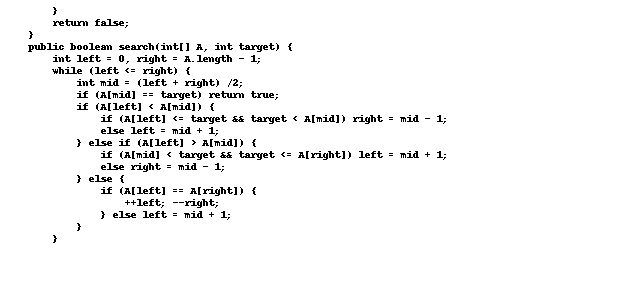 }
return false;
}
public boolean search(int[] A, int target) {
int left = 0, right = A.length - 1;
while (left <= right) {
int mid = (left + right) /2;
if (A[mid] == target) return true;
if (A[left] < A[mid]) {
if (A[left] <= target && target < A[mid]) right = mid - 1;
else left = mid + 1;
} else if (A[left] > A[mid]) {
if (A[mid] < target && target <= A[right]) left = mid + 1;
else right = mid - 1;
} else {
if (A[left] == A[right]) {
++left; --right;
} else left = mid + 1;
}
}